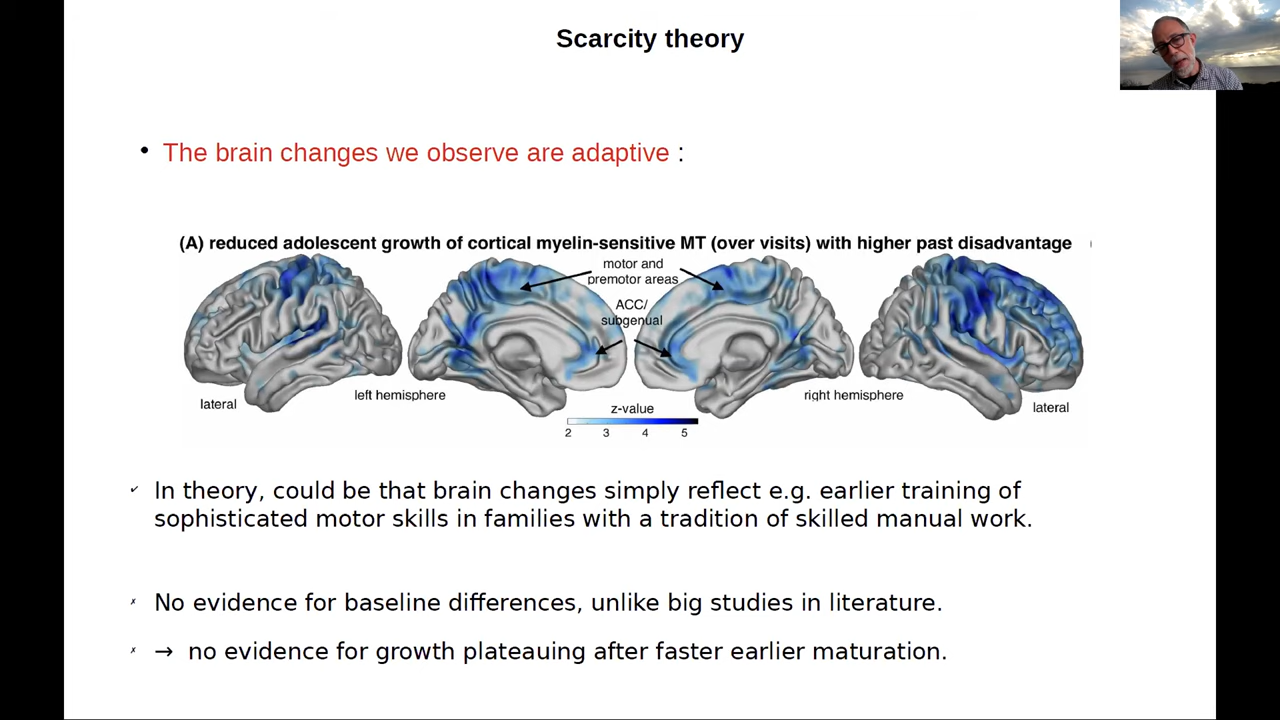 Scarcity theory
• The brain changes we observe are adaptive :
(A) reduced adolescent growth of cortical myelin-sensitive MT (over visits) with higher past disadvantage
motor and
premotor areas
ACC/
subgenual
lateral
left hemisphere
right hemisphere
lateral
z-value
2 3 4 5
✓ In theory, could be that brain changes simply reflect e.g. earlier training of
sophisticated motor skills in families with a tradition of skilled manual work.
✗ No evidence for baseline differences, unlike big studies in literature.
✗ → no evidence for growth plateauing after faster earlier maturation.